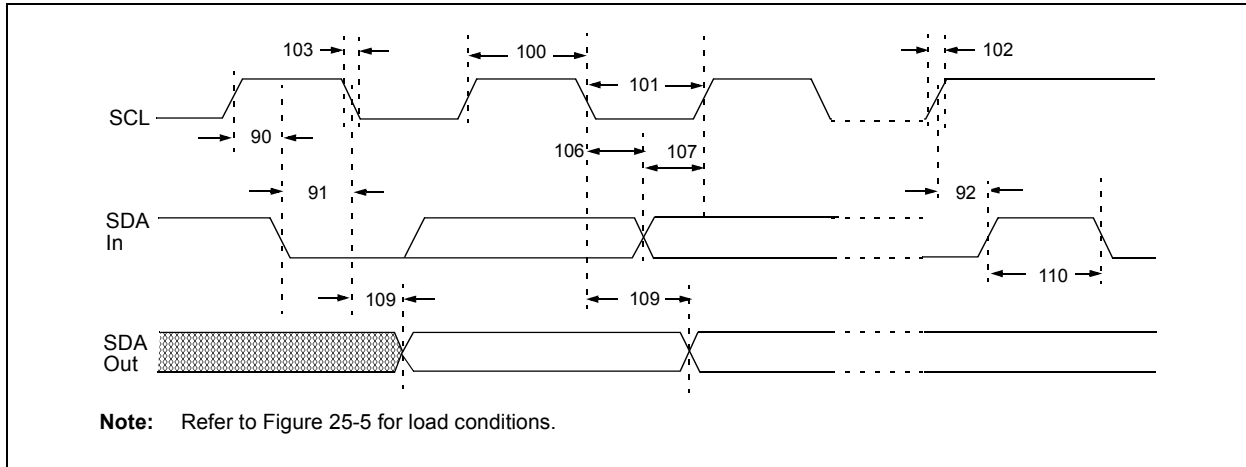 103
100
102
101
SCL
90
106
107
91
92
SDA
In
110
109
109
SDA
Out
Note: Refer to Figure 25-5 for load conditions.